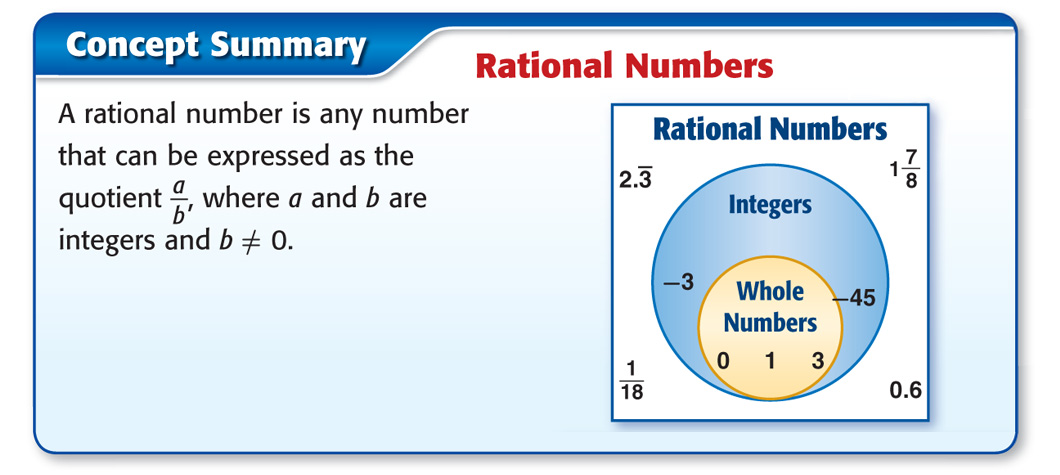 Concept Summary
Rational Numbers
A rational number is any number
that can be expressed as the
quotient a/b, where a and b are
integers and b ≠ 0.
Rational Numbers
2.3̅
1 7/8
Integers
−3
Whole
Numbers
−45
0 1 3
1/18
0.6